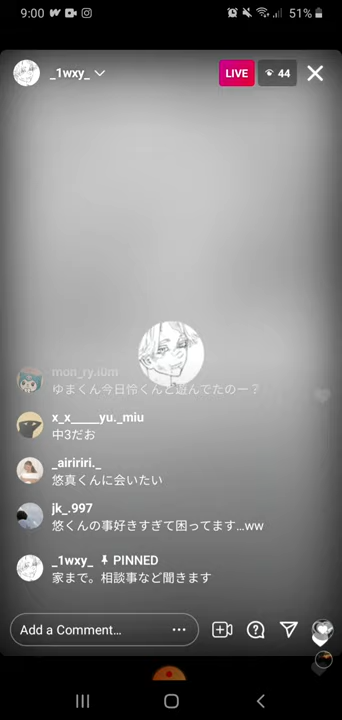 9:00
51%
_1wxy_
LIVE
44
mon_ry.ium
ゆまくん今日怜くんと遊んでたのー？
x_x_____yu._miu
中3だお
_aiririri._
悠真くんに会いたい
jk_.997
悠くんの事好きすぎて困ってます...ww
_1wxy_ PINNED
家まで。相談事など聞きます
Add a Comment...